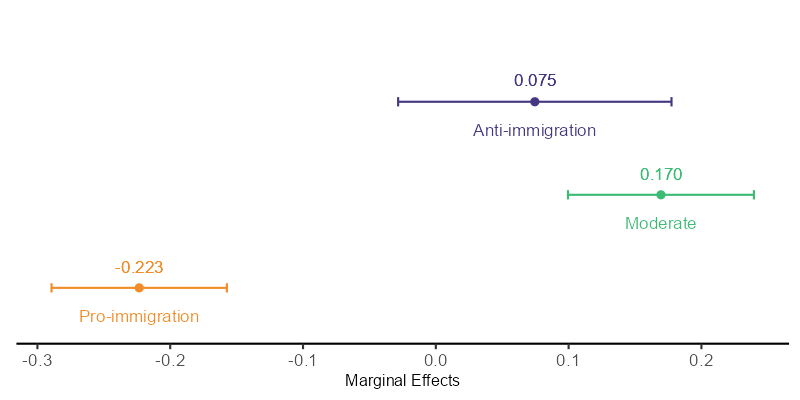 0.075
Anti-immigration
0.170
Moderate
-0.223
Pro-immigration
-0.3 -0.2 -0.1 0.0 0.1 0.2
Marginal Effects